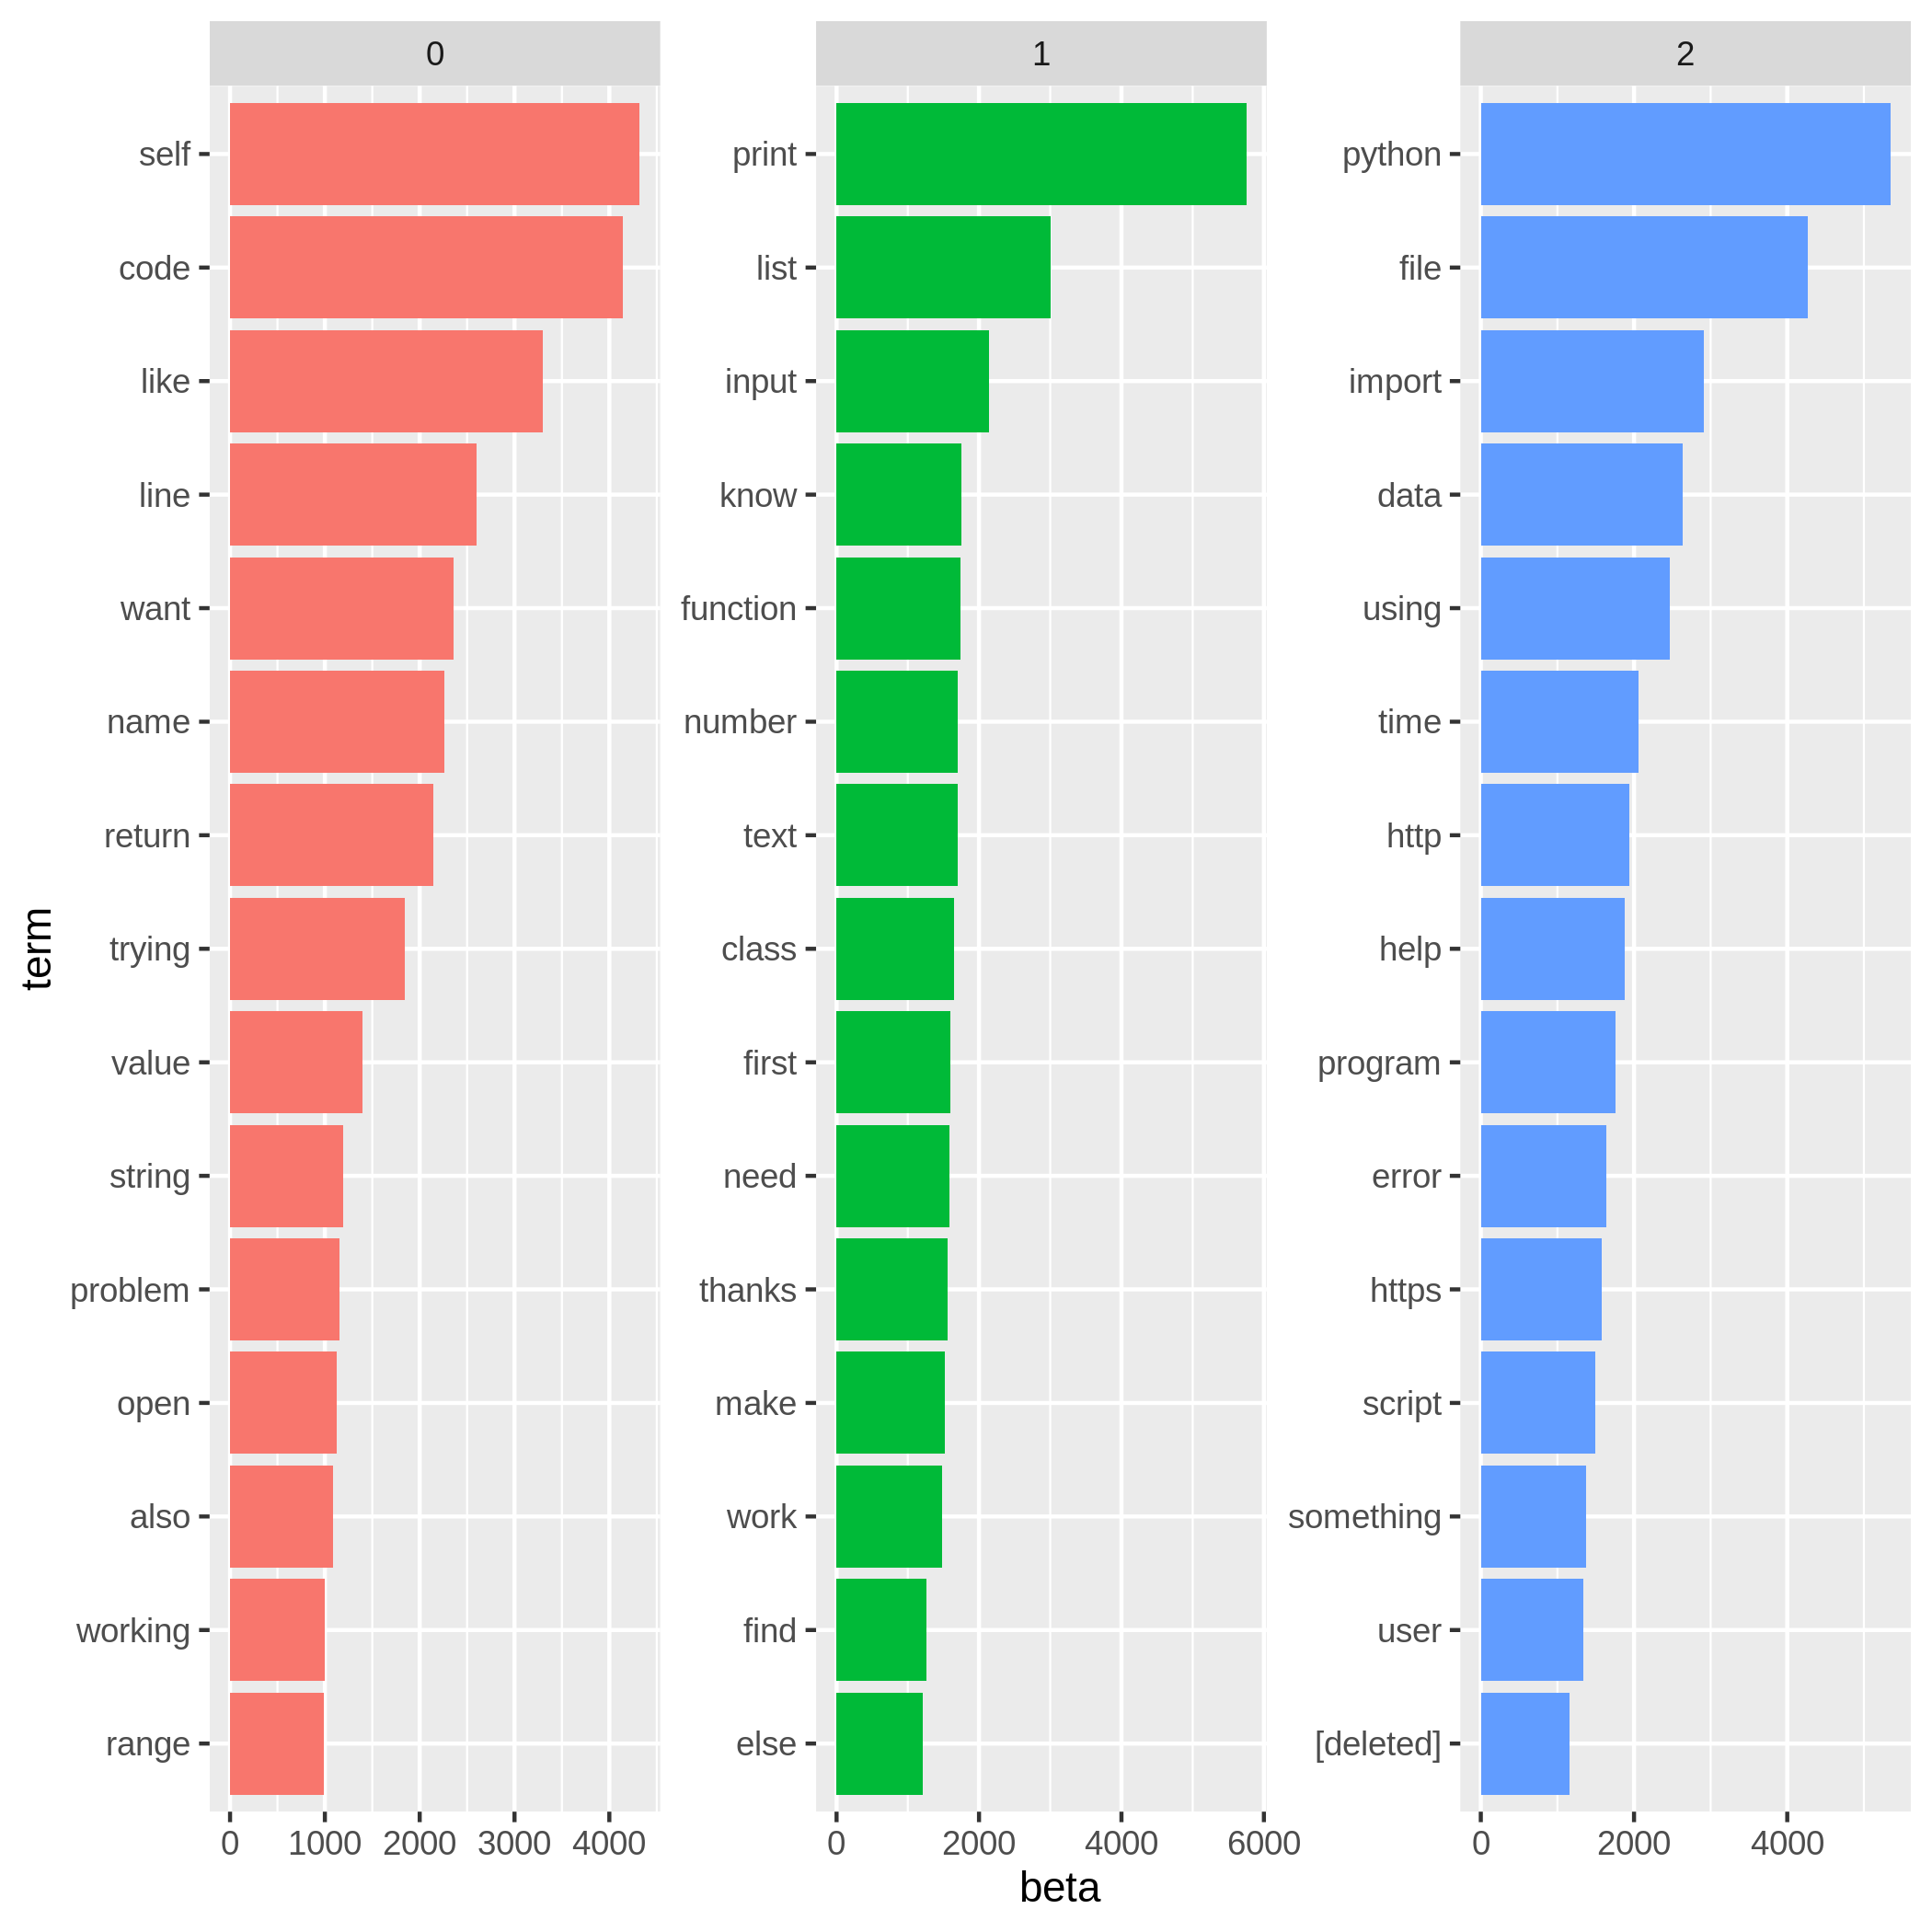 0
1
2
term
self
code
like
line
want
name
return
trying
value
string
problem
open
also
working
range
0 1000 2000 3000 4000
print
list
input
know
function
number
text
class
first
need
thanks
make
work
find
else
0 2000 4000 6000
python
file
import
data
using
time
http
help
program
error
https
script
something
user
[deleted]
0 2000 4000
beta